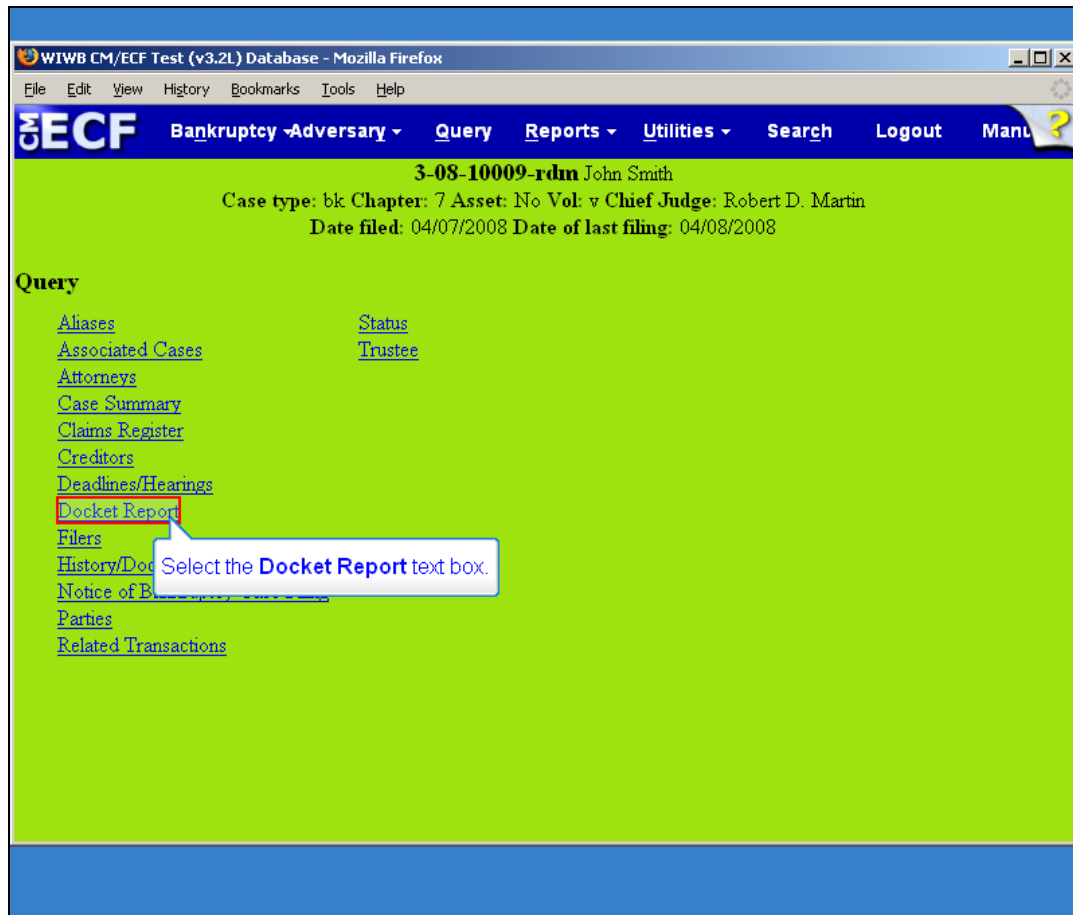 WIWB CM/ECF Test (v3.2L) Database - Mozilla Firefox
File Edit View History Bookmarks Tools Help
CM ECF Bankruptcy Adversary Query Reports Utilities Search Logout ?
3-08-10009-rdm John Smith
Case type: bk Chapter: 7 Asset: No Vol: v Chief Judge: Robert D. Martin
Date filed: 04/07/2008 Date of last filing: 04/08/2008
Query
Aliases Status
Associated Cases Trustee
Attorneys
Case Summary
Claims Register
Creditors
Deadlines/Hearings
Docket Report
Filers
Select the Docket Report text box.
Notice of
Parties
Related Transactions